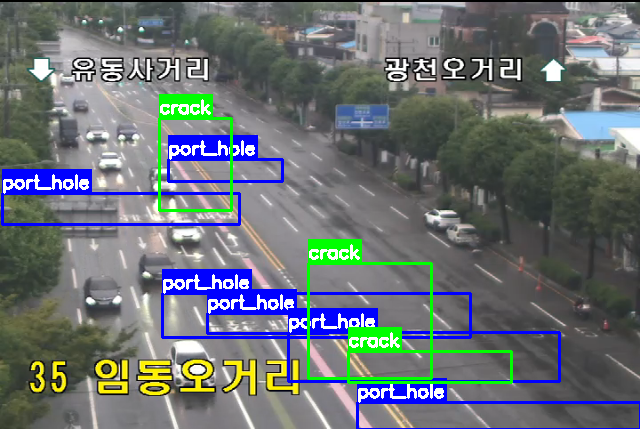 유동사거리
광천오거리
crack
port_hole
port_hole
crack
port_hole
port_hole
port_hole
crack
35 임동오거리
port_hole